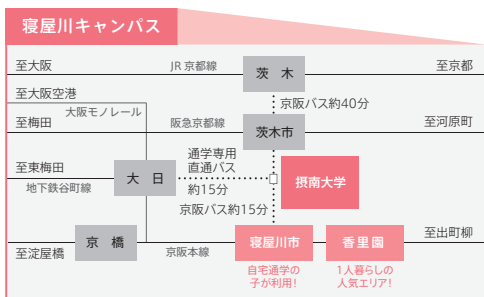 寝屋川キャンパス
至大阪
JR京都線
茨木
至京都
至大阪空港
京阪バス約40分
大阪モノレール
至梅田
阪急京都線
茨木市
至河原町
通学専用
直通バス
至東梅田
大日
摂南大学
地下鉄谷町線
約15分
京阪バス約15分
至淀屋橋
京橋
京阪本線
寝屋川市
香里園
至出町柳
自宅通学の
子が利用！
1人暮らしの
人気エリア！